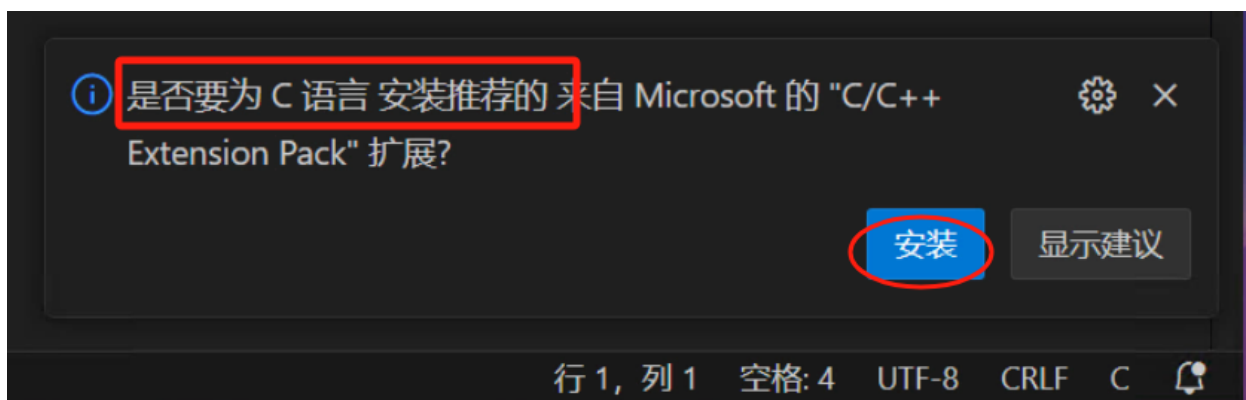 是否要为 C 语言 安装推荐的 来自 Microsoft 的 "C/C++
Extension Pack" 扩展?
安装
显示建议
行 1，列 1 空格: 4 UTF-8 CRLF C